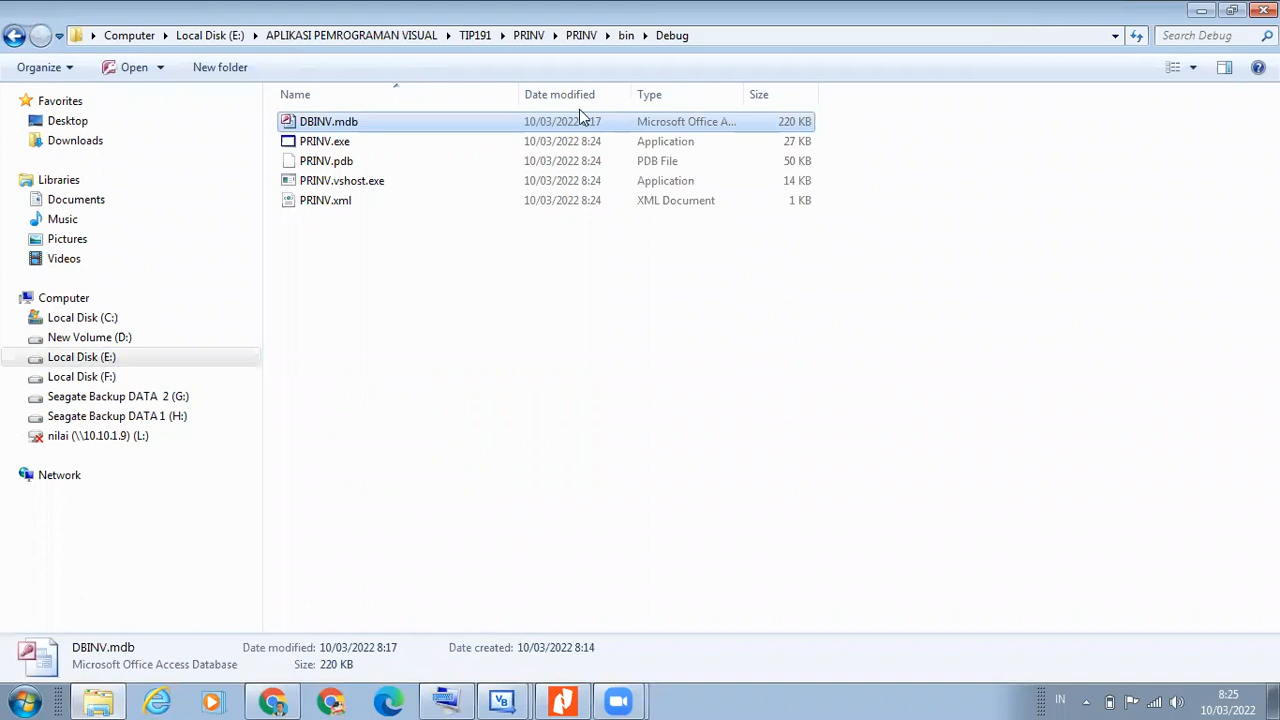 Computer Local Disk (E:) APLIKASI PEMROGRAMAN VISUAL TIP191 PRINV PRINV bin Debug Search Debug
Organize Open New folder
Name Date modified Type Size
DBINV.mdb 10/03/2022 8:17 Microsoft Office A... 220 KB
PRINV.exe 10/03/2022 8:24 Application 27 KB
PRINV.pdb 10/03/2022 8:24 PDB File 50 KB
PRINV.vshost.exe 10/03/2022 8:24 Application 14 KB
PRINV.xml 10/03/2022 8:24 XML Document 1 KB
Favorites
Desktop
Downloads
Libraries
Documents
Music
Pictures
Videos
Computer
Local Disk (C:)
New Volume (D:)
Local Disk (E:)
Local Disk (F:)
Seagate Backup DATA 2 (G:)
Seagate Backup DATA 1 (H:)
nilai (\\10.10.1.9) (L:)
Network
DBINV.mdb Date modified: 10/03/2022 8:17 Date created: 10/03/2022 8:14
Microsoft Office Access Database Size: 220 KB
IN 8:25
10/03/2022